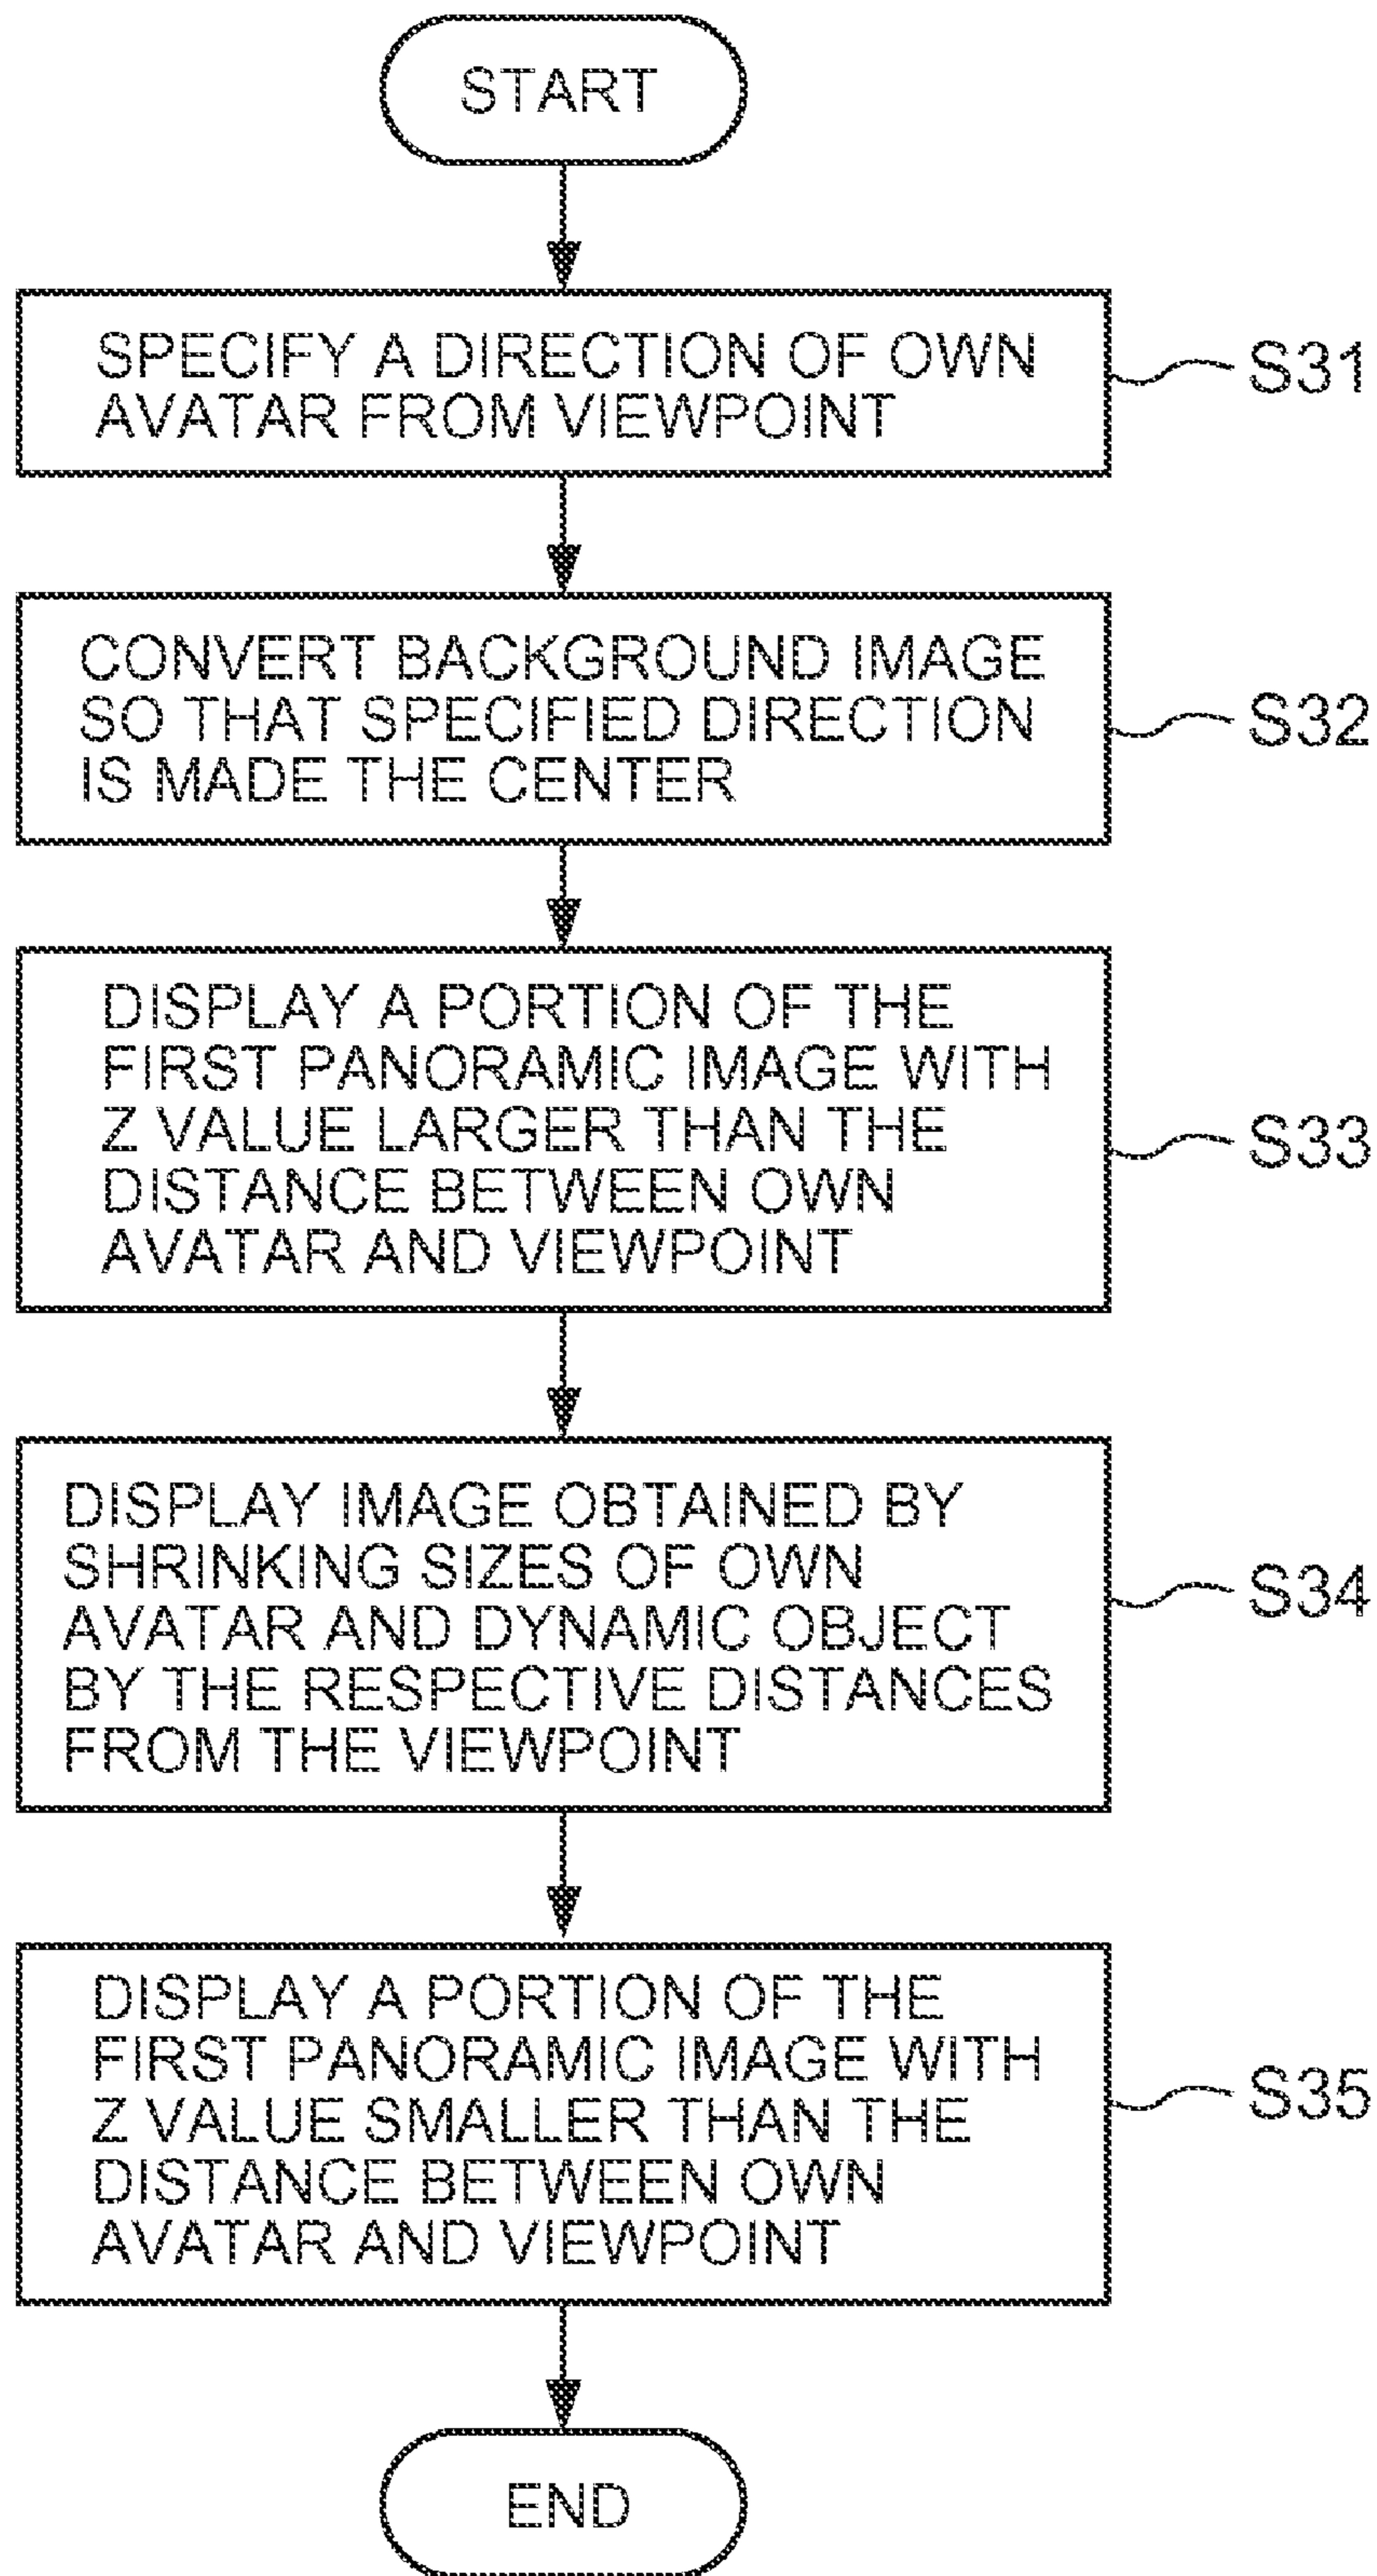 START
SPECIFY A DIRECTION OF OWN
AVATAR FROM VIEWPOINT
S31
CONVERT BACKGROUND IMAGE
SO THAT SPECIFIED DIRECTION
IS MADE THE CENTER
S32
DISPLAY A PORTION OF THE
FIRST PANORAMIC IMAGE WITH
Z VALUE LARGER THAN THE
DISTANCE BETWEEN OWN
AVATAR AND VIEWPOINT
S33
DISPLAY IMAGE OBTAINED BY
SHRINKING SIZES OF OWN
AVATAR AND DYNAMIC OBJECT
BY THE RESPECTIVE DISTANCES
FROM THE VIEWPOINT
S34
DISPLAY A PORTION OF THE
FIRST PANORAMIC IMAGE WITH
Z VALUE SMALLER THAN THE
DISTANCE BETWEEN OWN
AVATAR AND VIEWPOINT
S35
END